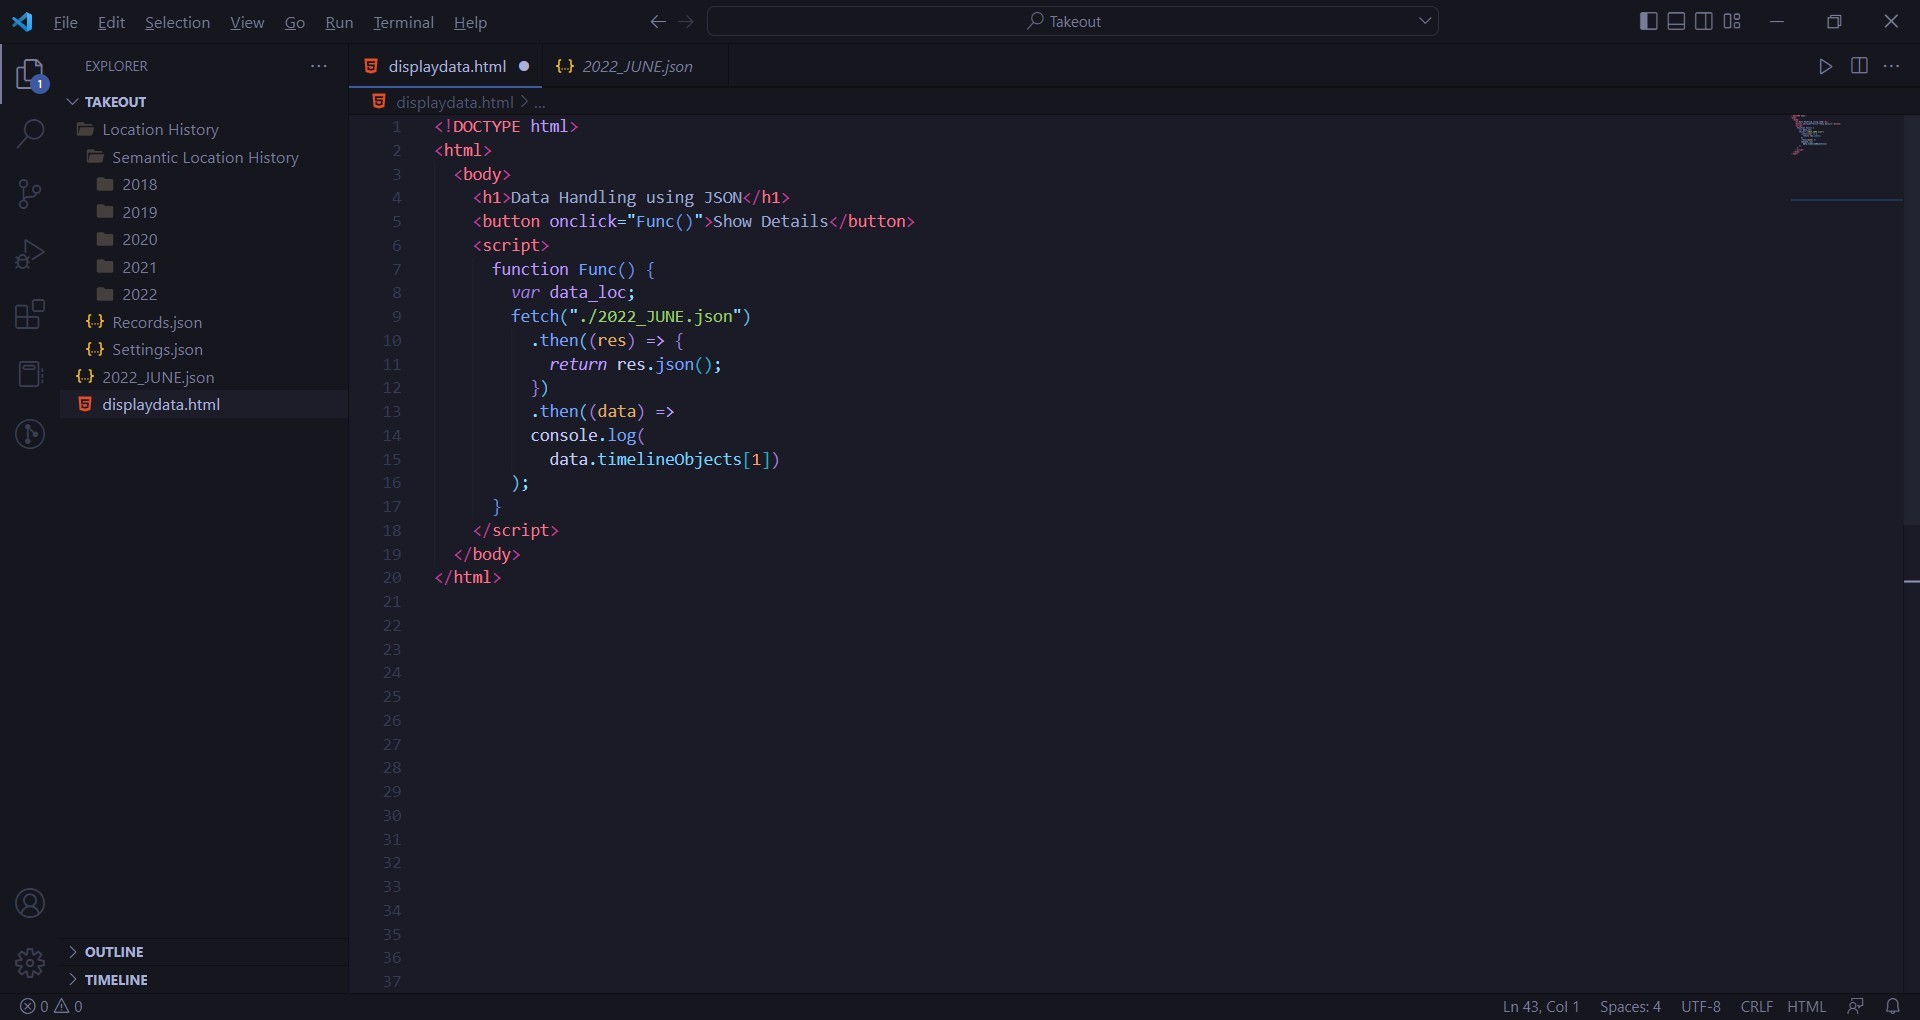 File Edit Selection View Go Run Terminal Help
Takeout
EXPLORER
displaydata.html
2022_JUNE.json
TAKEOUT
displaydata.html > ...
Location History
Semantic Location History
2018
2019
2020
2021
2022
Records.json
Settings.json
2022_JUNE.json
displaydata.html
1 <!DOCTYPE html>
2 <html>
3 <body>
4 <h1>Data Handling using JSON</h1>
5 <button onclick="Func()">Show Details</button>
6 <script>
7 function Func() {
8 var data_loc;
9 fetch("./2022_JUNE.json")
10 .then((res) => {
11 return res.json();
12 })
13 .then((data) =>
14 console.log(
15 data.timelineObjects[1])
16 );
17 }
18 </script>
19 </body>
20 </html>
21
22
23
24
25
26
27
28
29
30
31
32
33
34
35
36
37
1
OUTLINE
TIMELINE
0 0
Ln 43, Col 1 Spaces: 4 UTF-8 CRLF HTML